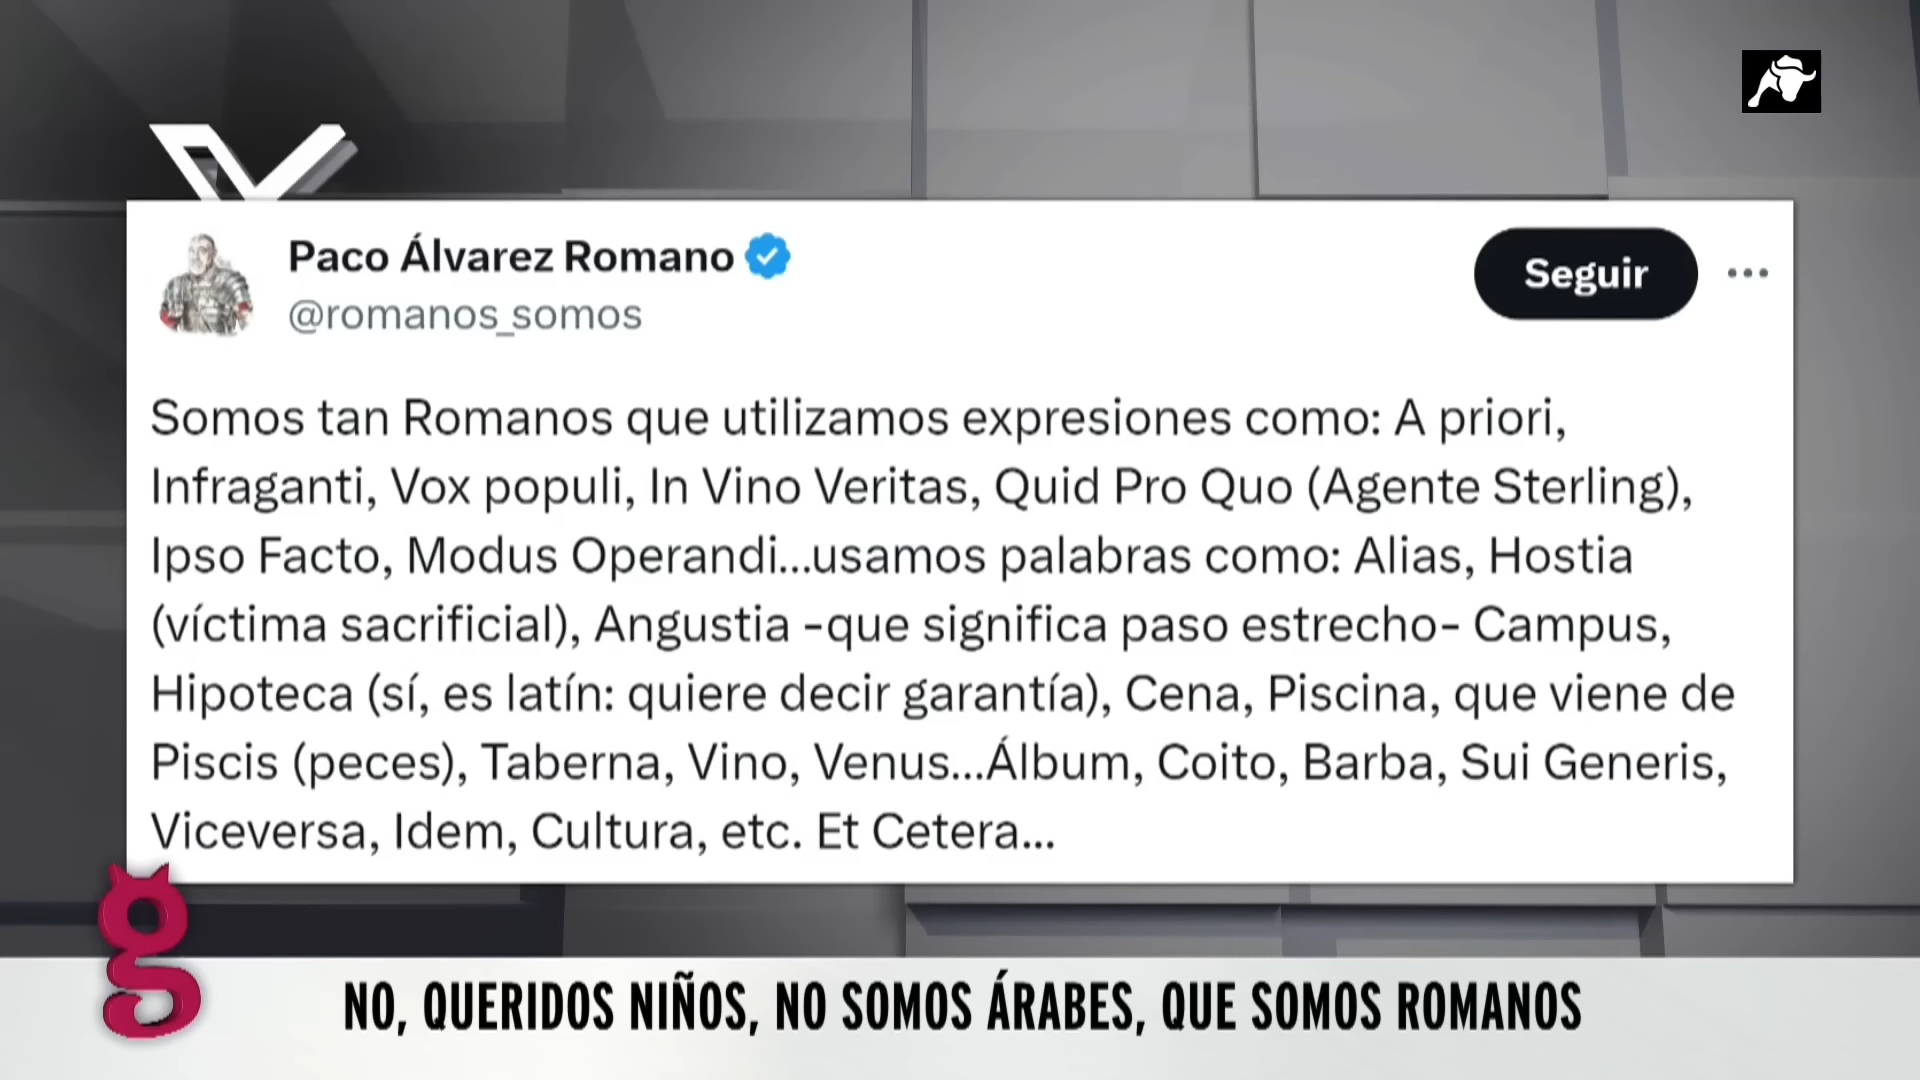 Paco Álvarez Romano
@romanos_somos
Seguir
Somos tan Romanos que utilizamos expresiones como: A priori,
Infraganti, Vox populi, In Vino Veritas, Quid Pro Quo (Agente Sterling),
Ipso Facto, Modus Operandi...usamos palabras como: Alias, Hostia
(víctima sacrificial), Angustia -que significa paso estrecho- Campus,
Hipoteca (sí, es latín: quiere decir garantía), Cena, Piscina, que viene de
Piscis (peces), Taberna, Vino, Venus...Álbum, Coito, Barba, Sui Generis,
Viceversa, Idem, Cultura, etc. Et Cetera...
g
NO, QUERIDOS NIÑOS, NO SOMOS ÁRABES, QUE SOMOS ROMANOS